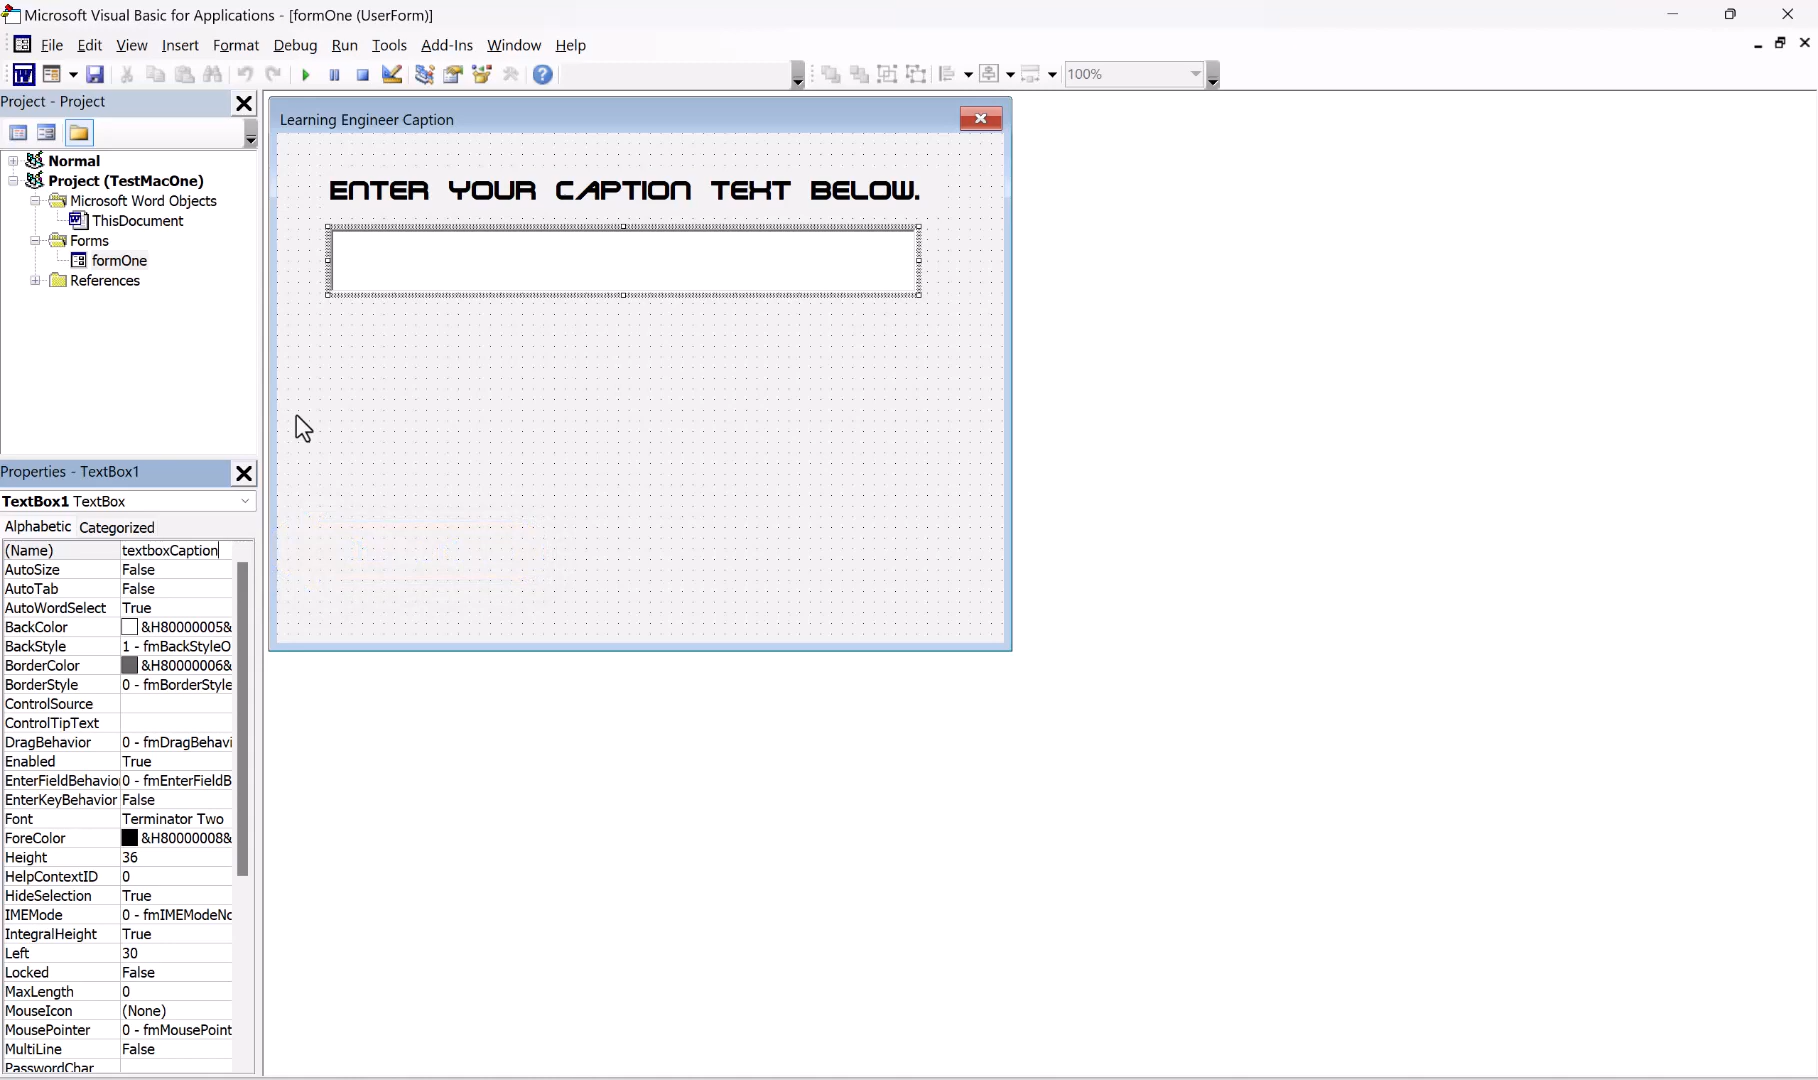 Microsoft Visual Basic for Applications - [formOne (UserForm)]
File Edit View Insert Format Debug Run Tools Add-Ins Window Help
100%
Project - Project
Normal
Project (TestMacOne)
Microsoft Word Objects
ThisDocument
Forms
formOne
References
Learning Engineer Caption
ENTER YOUR CAPTION TEXT BELOW.
Properties - TextBox1
TextBox1 TextBox
Alphabetic Categorized
(Name) textboxCaption
AutoSize False
AutoTab False
AutoWordSelect True
BackColor &H80000005&
BackStyle 1 - fmBackStyleO
BorderColor &H80000006&
BorderStyle 0 - fmBorderStyle
ControlSource
ControlTipText
DragBehavior 0 - fmDragBehavi
Enabled True
EnterFieldBehavio 0 - fmEnterFieldB
EnterKeyBehavior False
Font Terminator Two
ForeColor &H80000008&
Height 36
HelpContextID 0
HideSelection True
IMEMode 0 - fmIMEModeNo
IntegralHeight True
Left 30
Locked False
MaxLength 0
MouseIcon (None)
MousePointer 0 - fmMousePoint
MultiLine False
PasswordChar